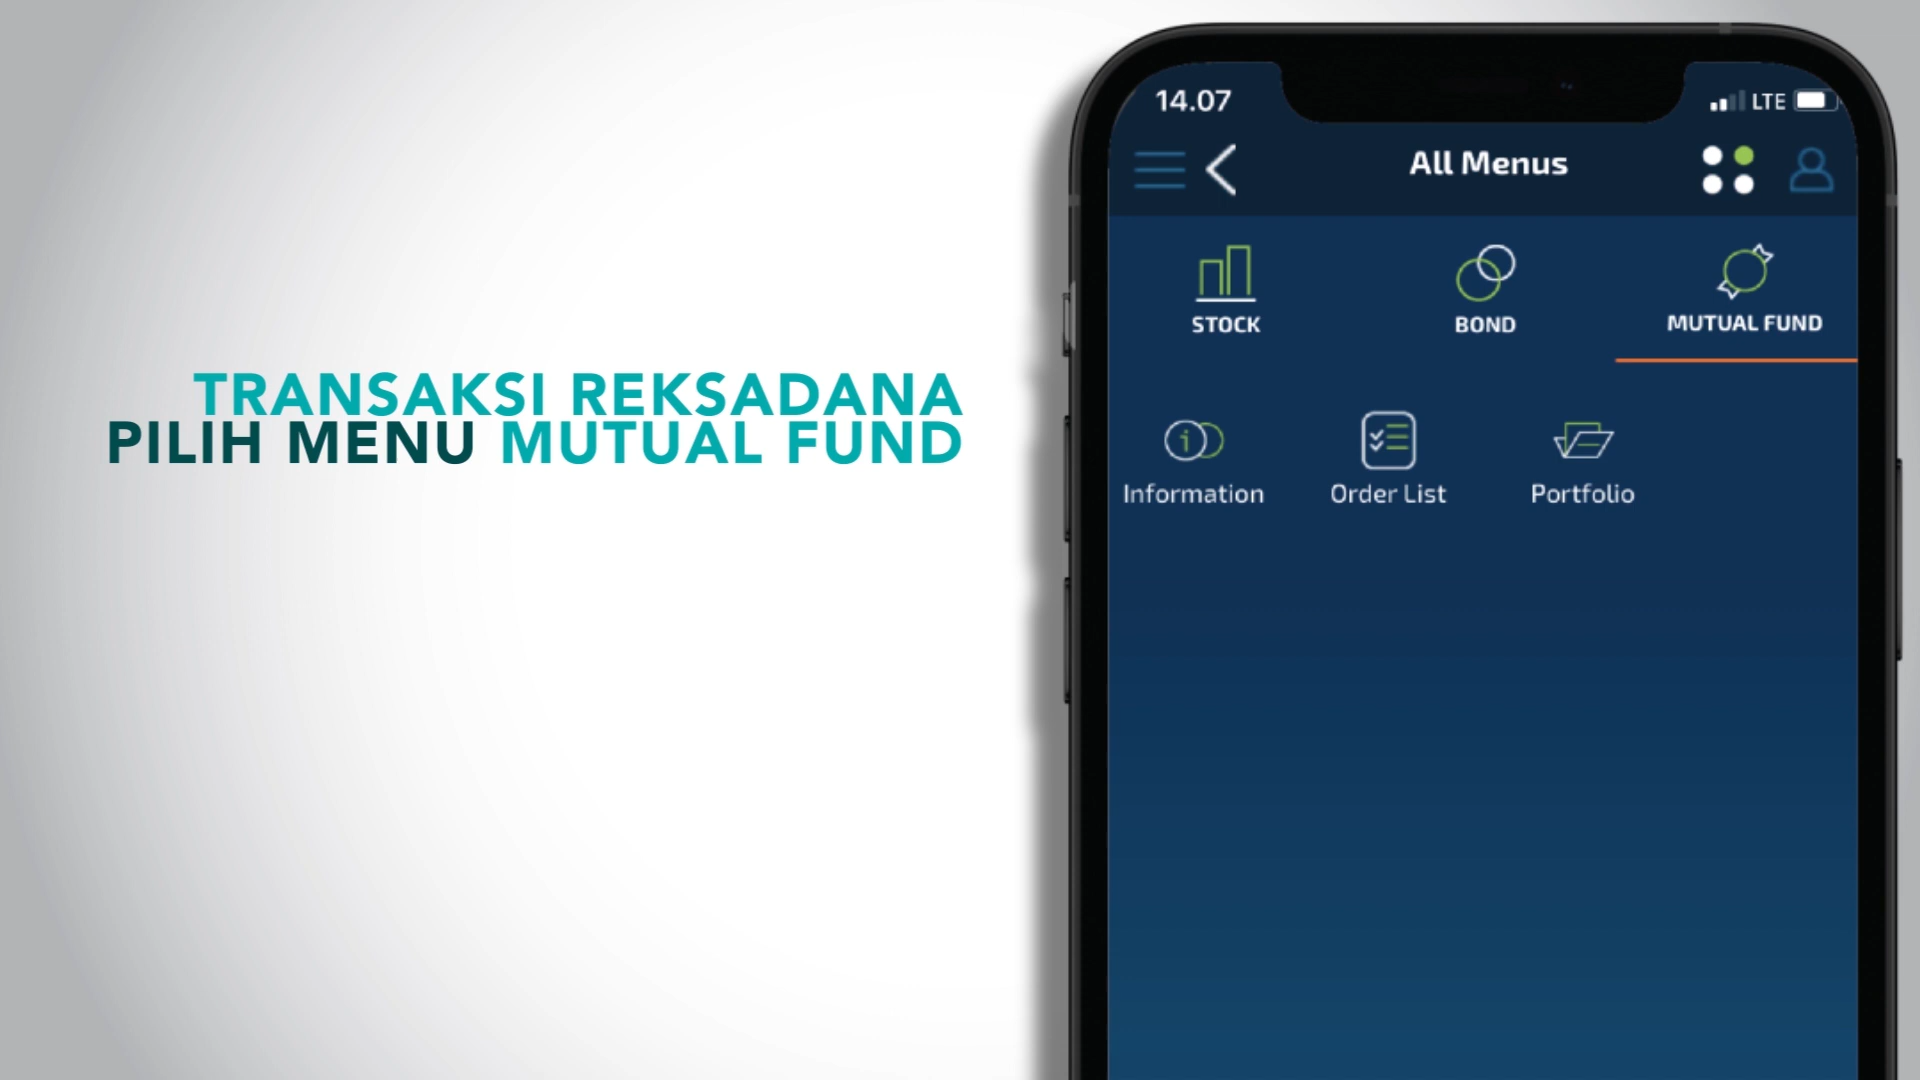 TRANSAKSI REKSADANA
PILIH MENU MUTUAL FUND
14.07
LTE
All Menus
STOCK
BOND
MUTUAL FUND
Information
Order List
Portfolio